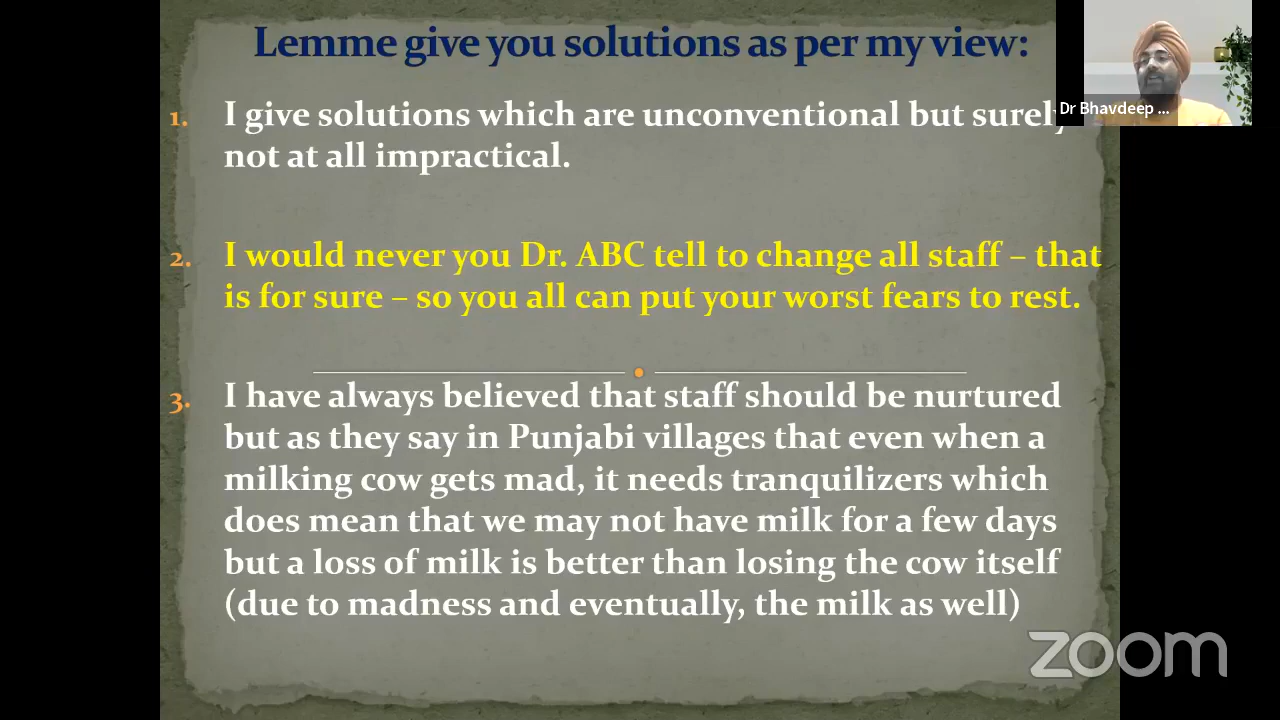 Lemme give you solutions as per my view:
Dr Bhavdeep ...
1. I give solutions which are unconventional but surely
not at all impractical.
2. I would never you Dr. ABC tell to change all staff – that
is for sure – so you all can put your worst fears to rest.
3. I have always believed that staff should be nurtured
but as they say in Punjabi villages that even when a
milking cow gets mad, it needs tranquilizers which
does mean that we may not have milk for a few days
but a loss of milk is better than losing the cow itself
(due to madness and eventually, the milk as well)
zoom